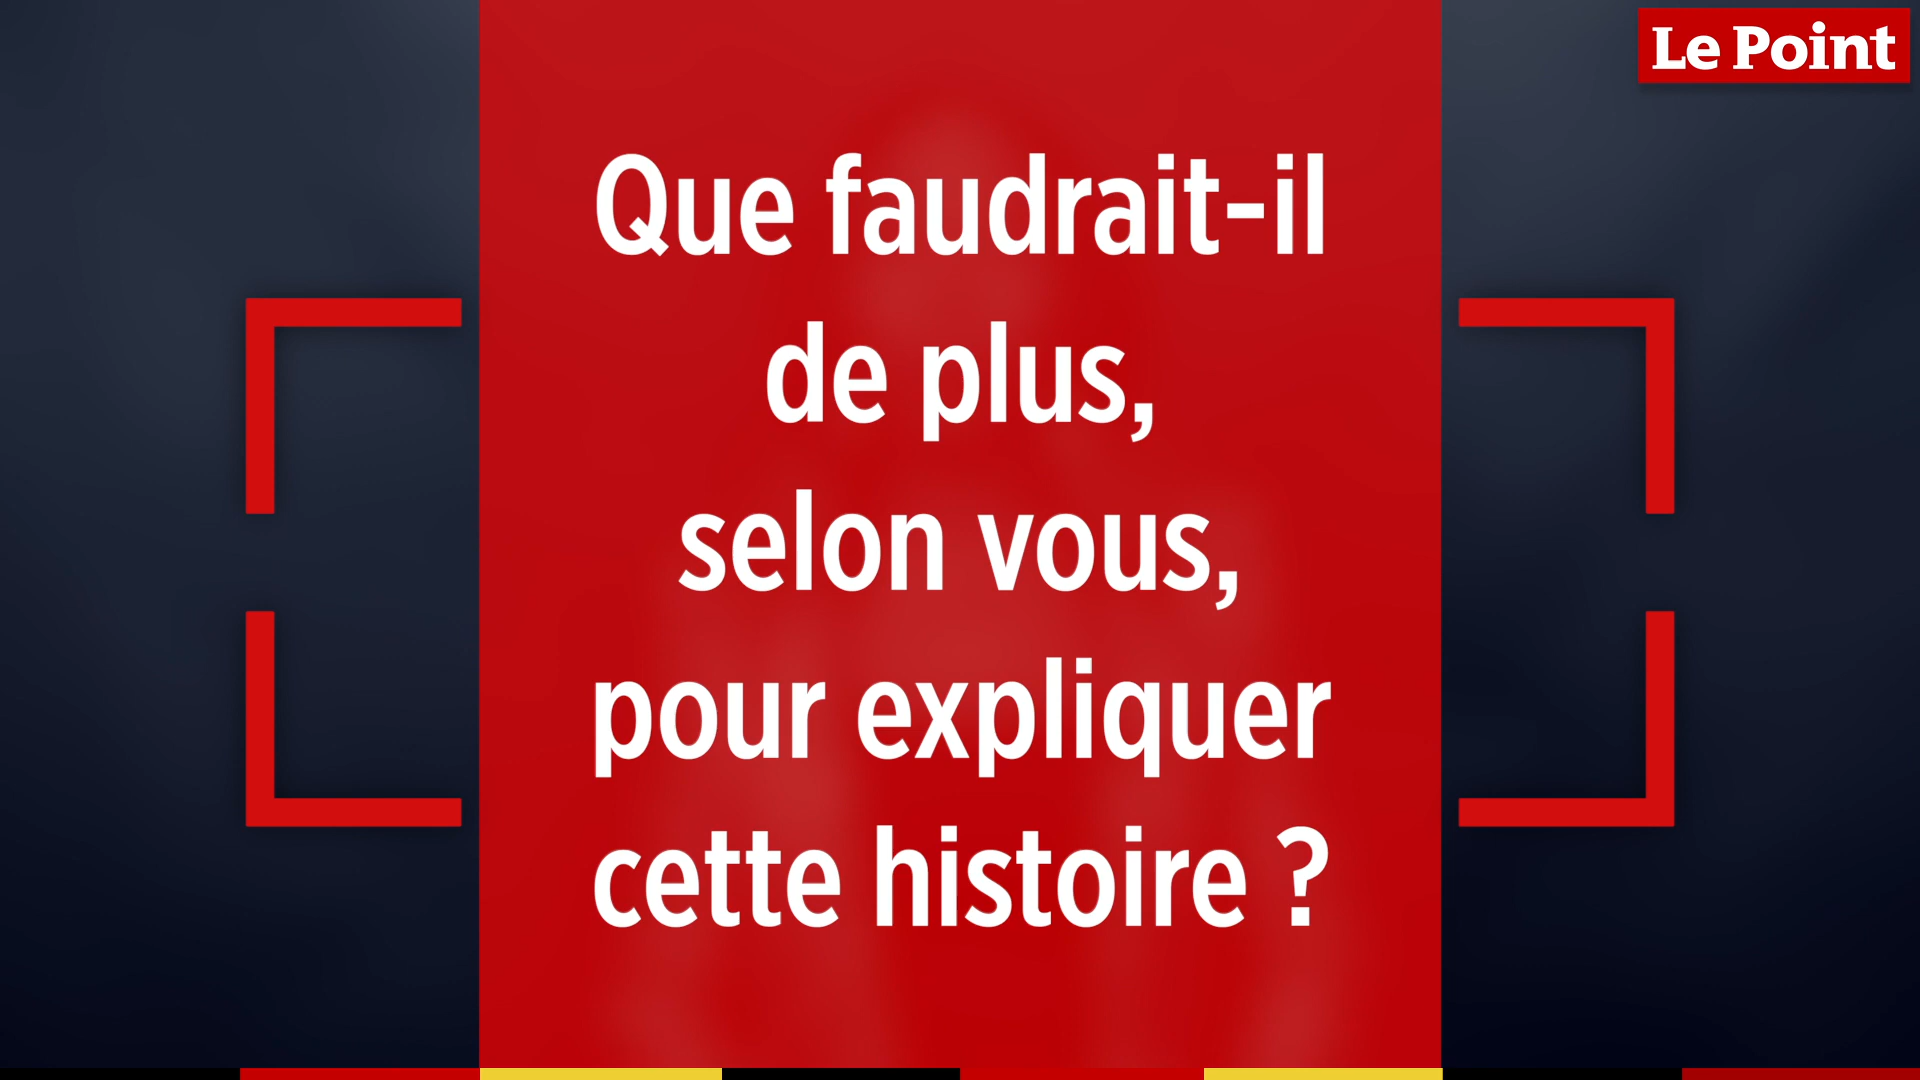 Le Point
Que faudrait-il
de plus,
selon vous,
pour expliquer
cette histoire ?